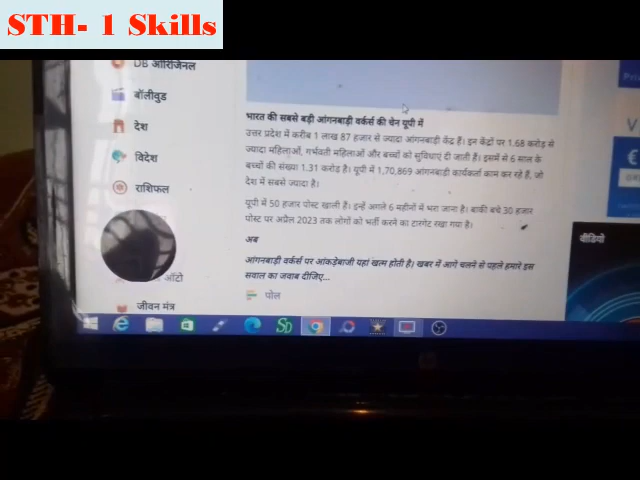 STH- 1 Skills
DB ओरिजिनल
बॉलीवुड
देश
विदेश
राशिफल
ऑटो
जीवन मंत्र
भारत की सबसे बड़ी आंगनबाड़ी वर्कर्स की चेन यूपी में
उत्तर प्रदेश में करीब 1 लाख 87 हजार से ज्यादा आंगनबाड़ी केंद्र हैं। इन केंद्रों पर 1.68 करोड़ से
ज्यादा महिलाओं, गर्भवती महिलाओं और बच्चों को सुविधाएं दी जाती हैं। इसमें से 6 साल के
बच्चों की संख्या 1.31 करोड़ है। यूपी में 1,70,869 आंगनबाड़ी कार्यकर्ता काम कर रहे हैं, जो
देश में सबसे ज्यादा है।
यूपी में 50 हजार पोस्ट खाली हैं। इन्हें अगले 6 महीनों में भरा जाना है। बाकी बचे 30 हजार
पोस्ट पर अप्रैल 2023 तक लोगों को भर्ती करने का टारगेट रखा गया है।
अब
आंगनबाड़ी वर्कर्स पर आंकड़ेबाजी यहां खत्म होती है। खबर में आगे चलने से पहले हमारे इस
सवाल का जवाब दीजिए...
पोल
वीडियो